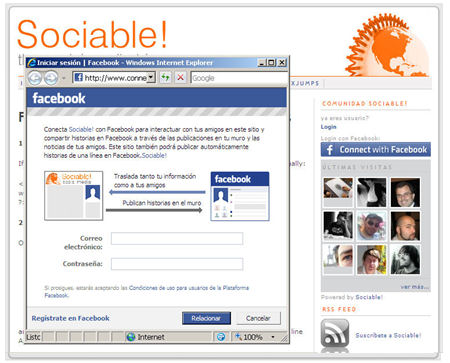 Sociable!
Iniciar sesión | Facebook - Windows Internet Explorer
http://www.conne
Google
XJUMPS
facebook
Conecta Sociable! con Facebook para interactuar con tus amigos en este sitio y
compartir historias en Facebook a través de las publicaciones en tu muro y las
noticias de tus amigos. Este sitio también podrá publicar automáticamente
historias de una línea en Facebook.Sociable!
Sociable!
social media
Traslada tanto tu información
como a tus amigos
Publican historias en el muro
facebook
Correo
electrónico:
Contraseña:
Si prosigues, estarás aceptando las Condiciones de uso para usuarios de la Plataforma
Facebook.
Regístrate en Facebook
Relacionar
Cancelar
Listc
Internet
100%
COMUNIDAD SOCIABLE!
ya eres usuario?
Login
Login con Facebook:
Connect with Facebook
ÚLTIMAS VISITAS
ver más...
Powered by Sociable!
RSS FEED
Suscríbete a Sociable!